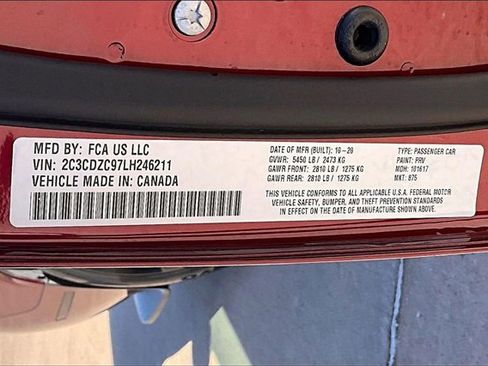 MFD BY: FCA US LLC
VIN: 2C3CDZC97LH246211
VEHICLE MADE IN: CANADA
DATE OF MFR (BUILT): 10-20
GVWR: 5450 LB / 2473 KG
GAWR FRONT: 2810 LB / 1275 KG
GAWR REAR: 2810 LB / 1275 KG
TYPE: PASSENGER CAR
PAINT: PRV
MDH: 101617
MKT: 875
THIS VEHICLE CONFORMS TO ALL APPLICABLE U.S.A. FEDERAL MOTOR
VEHICLE SAFETY, BUMPER, AND THEFT PREVENTION STANDARDS
IN EFFECT ON THE DATE OF MANUFACTURE SHOWN ABOVE.